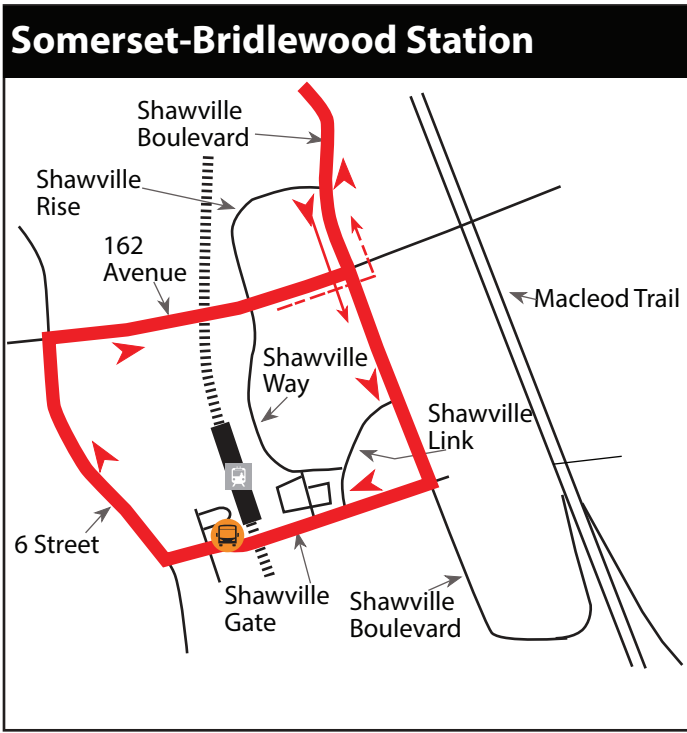 Somerset-Bridlewood Station
Shawville
Boulevard
Shawville
Rise
162
Avenue
Macleod Trail
Shawville
Way
Shawville
Link
6 Street
Shawville
Gate
Shawville
Boulevard